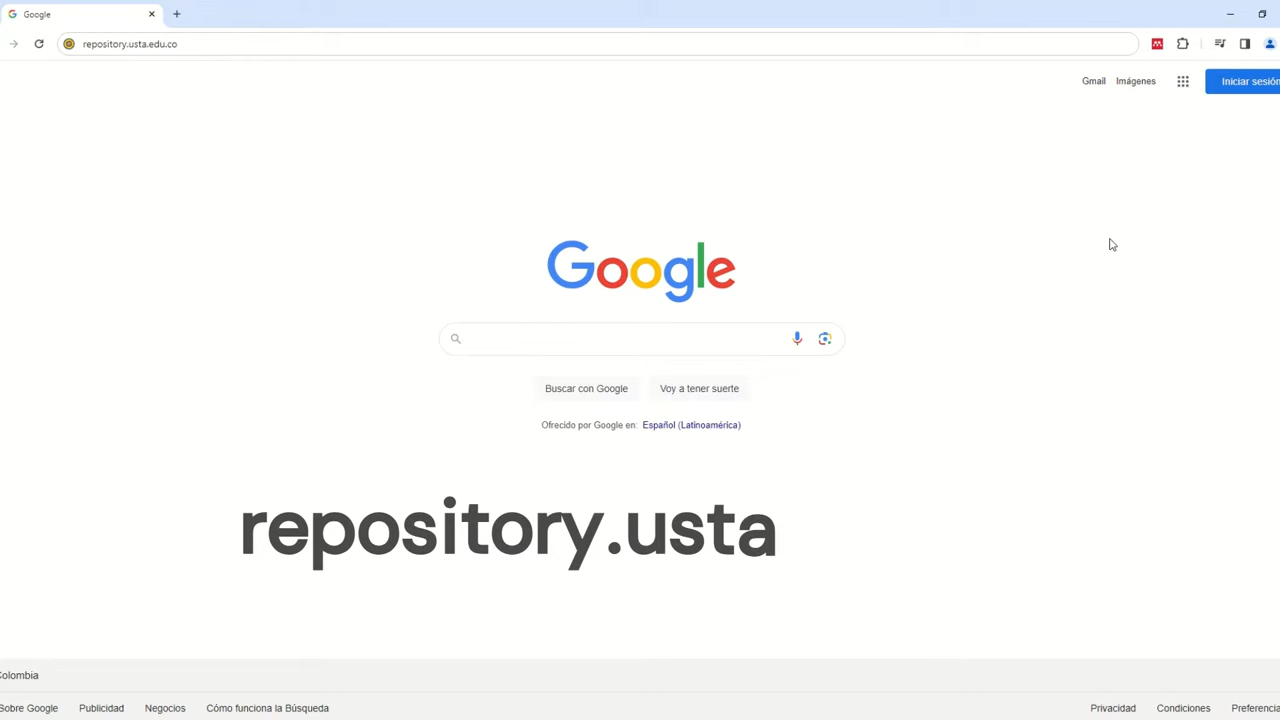 Google
repository.usta.edu.co
Gmail Imágenes Iniciar sesión
Google
Buscar con Google Voy a tener suerte
Ofrecido por Google en: Español (Latinoamérica)
repository.usta
Colombia
Sobre Google Publicidad Negocios Cómo funciona la Búsqueda Privacidad Condiciones Preferencia